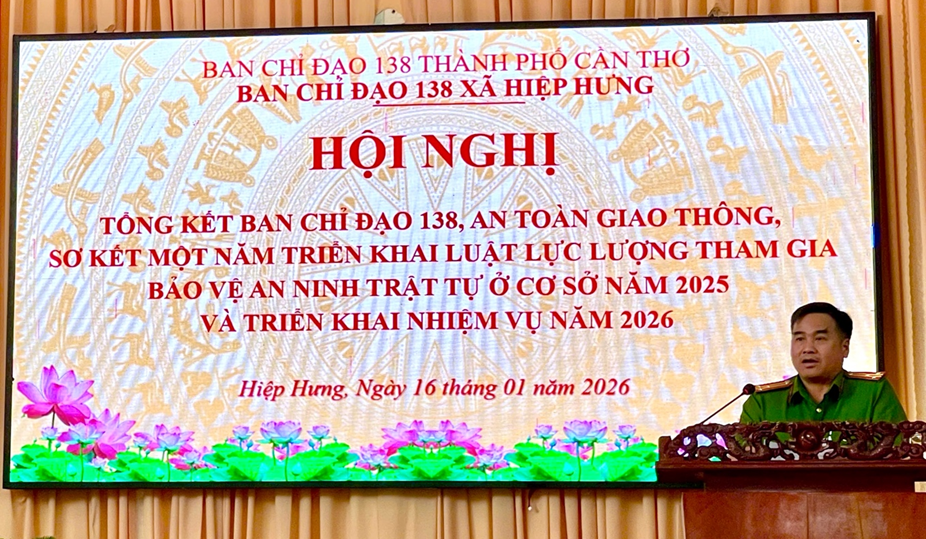 BAN CHỈ ĐẠO 138 THÀNH PHỐ CẦN THƠ
BAN CHỈ ĐẠO 138 XÃ HIỆP HƯNG
HỘI NGHỊ
TỔNG KẾT BAN CHỈ ĐẠO 138, AN TOÀN GIAO THÔNG,
SƠ KẾT MỘT NĂM TRIỂN KHAI LUẬT LỰC LƯỢNG THAM GIA
BẢO VỆ AN NINH TRẬT TỰ Ở CƠ SỞ NĂM 2025
VÀ TRIỂN KHAI NHIỆM VỤ NĂM 2026
Hiệp Hưng, Ngày 16 tháng 01 năm 2026